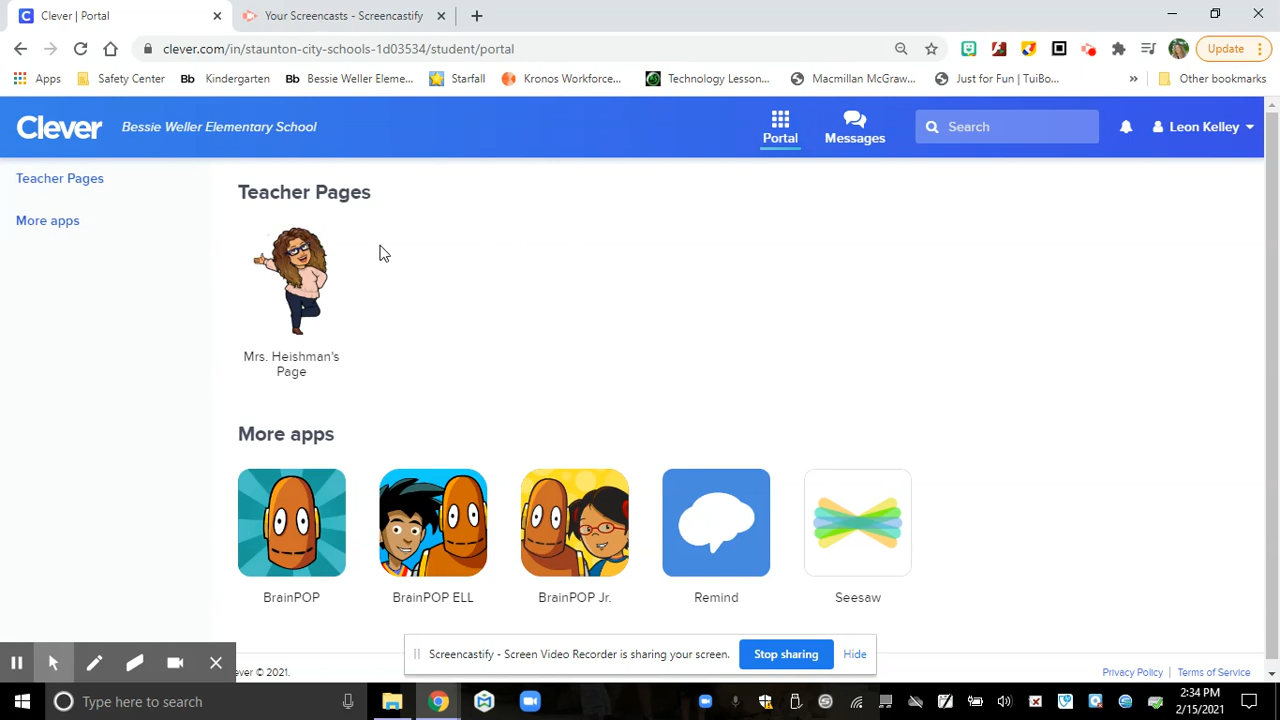 Clever | Portal
Your Screencasts - Screencastify
clever.com/in/staunton-city-schools-1d03534/student/portal
Update
Apps
Safety Center
Bb Kindergarten
Bb Bessie Weller Eleme...
Starfall
Kronos Workforce...
Technology Lesson...
Macmillan McGraw...
Just for Fun | TuiBo...
»
Other bookmarks
Clever
Bessie Weller Elementary School
Portal
Messages
Search
Leon Kelley
Teacher Pages
More apps
Teacher Pages
Mrs. Heishman's
Page
More apps
BrainPOP
BrainPOP ELL
BrainPOP Jr.
Remind
Seesaw
Screencastify - Screen Video Recorder is sharing your screen.
Stop sharing
Hide
ever © 2021.
Privacy Policy
Terms of Service
Type here to search
2:34 PM
2/15/2021